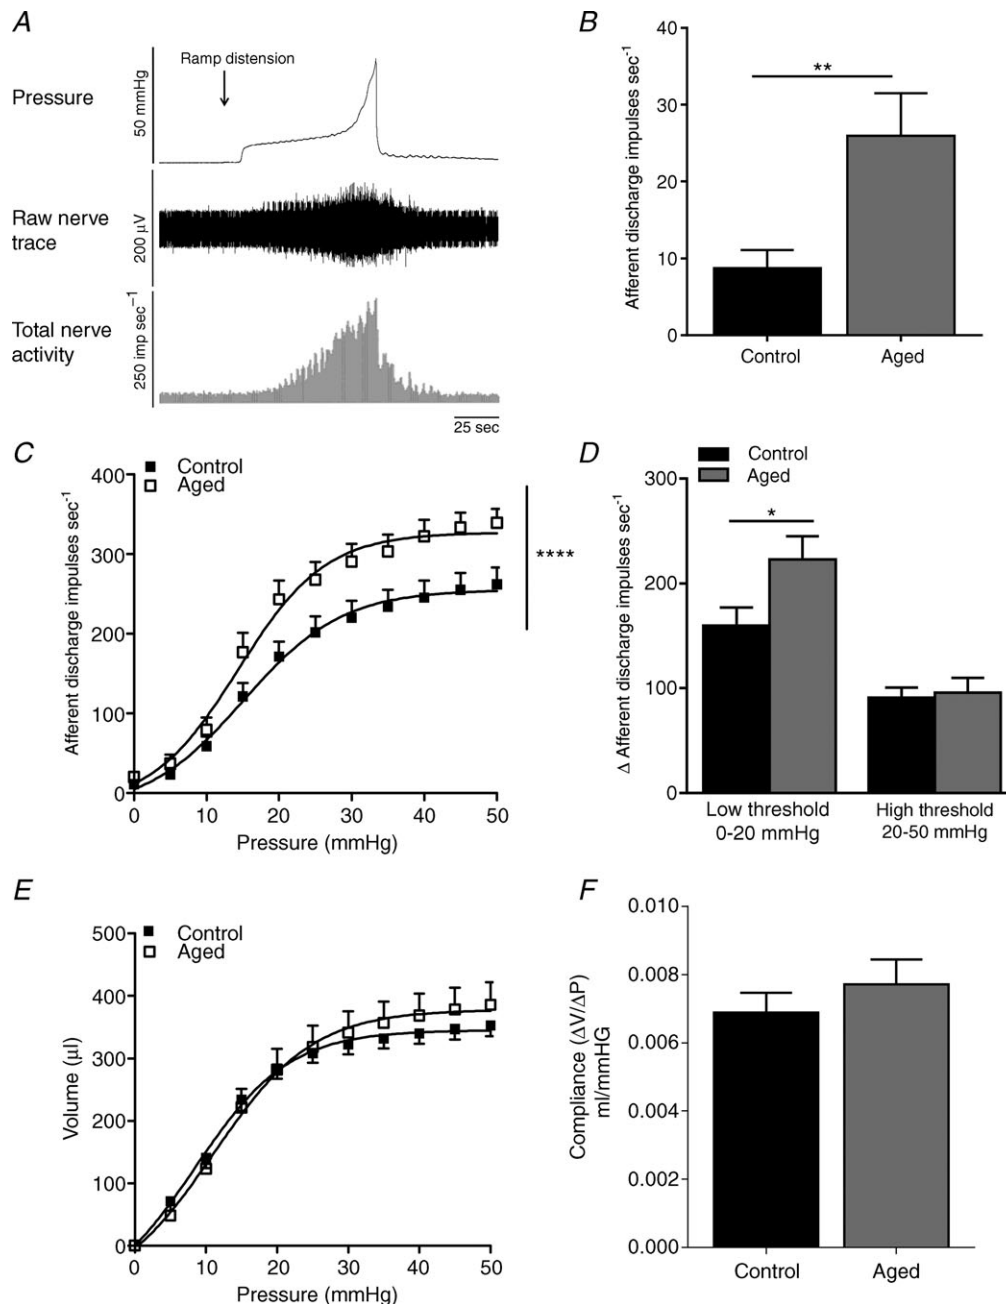 A
Ramp distension
Pressure
50 mmHg
Raw nerve
trace
200 µV
Total nerve
activity
250 imp sec⁻¹
25 sec
B
**
Afferent discharge impulses sec⁻¹
40
30
20
10
0
Control
Aged
C
Control
Aged
400
300
200
100
0
Afferent discharge impulses sec⁻¹
****
0
10
20
30
40
50
Pressure (mmHg)
D
Control
Aged
300
200
100
0
Δ Afferent discharge impulses sec⁻¹
*
Low threshold
0-20 mmHg
High threshold
20-50 mmHg
E
Control
Aged
500
400
300
200
100
0
Volume (µl)
0
10
20
30
40
50
Pressure (mmHg)
F
0.010
0.008
0.006
0.004
0.002
0.000
Compliance (ΔV/ΔP)
ml/mmHG
Control
Aged